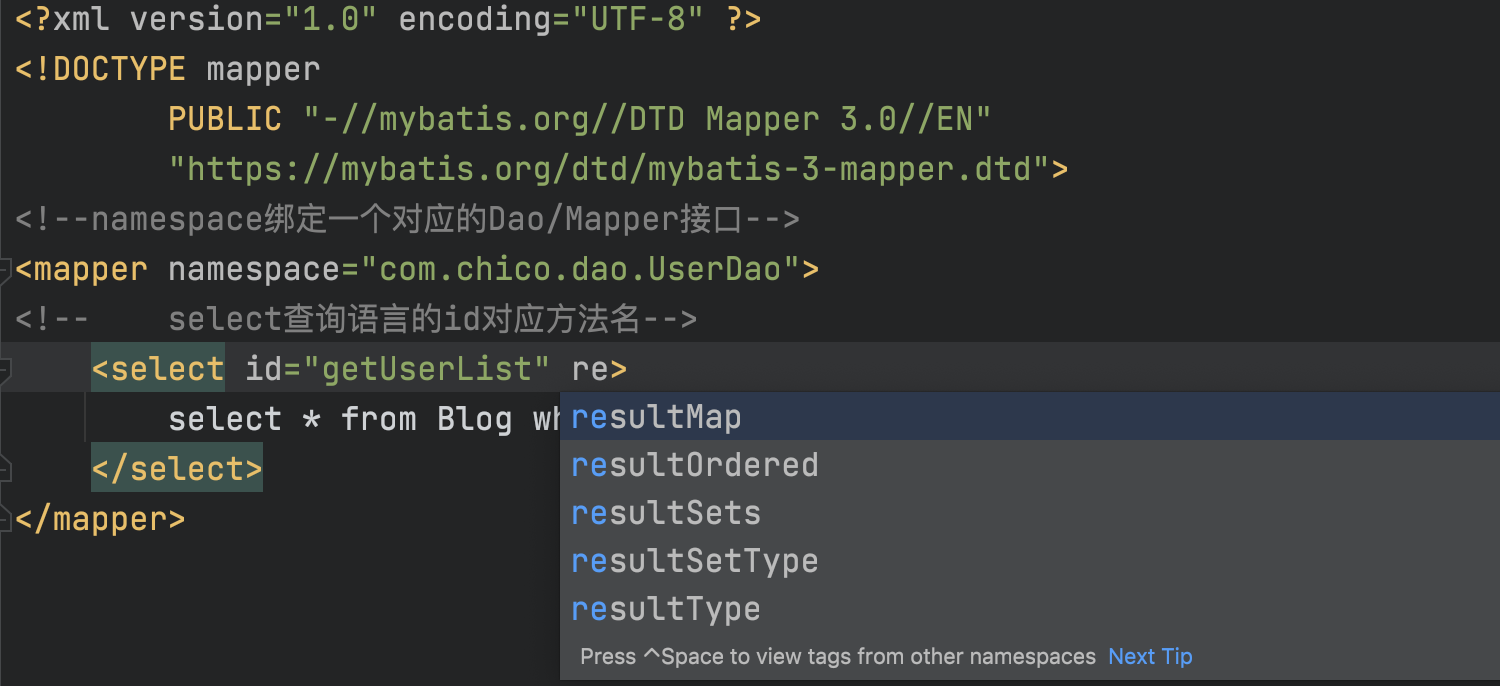 <?xml version="1.0" encoding="UTF-8" ?>
<!DOCTYPE mapper
PUBLIC "-//mybatis.org//DTD Mapper 3.0//EN"
"https://mybatis.org/dtd/mybatis-3-mapper.dtd">
<!--namespace绑定一个对应的Dao/Mapper接口-->
<mapper namespace="com.chico.dao.UserDao">
<!--    select查询语言的id对应方法名-->
<select id="getUserList" re>
select * from Blog wh
resultMap
</select>
resultOrdered
</mapper>
resultSets
resultSetType
resultType
Press ^Space to view tags from other namespaces Next Tip